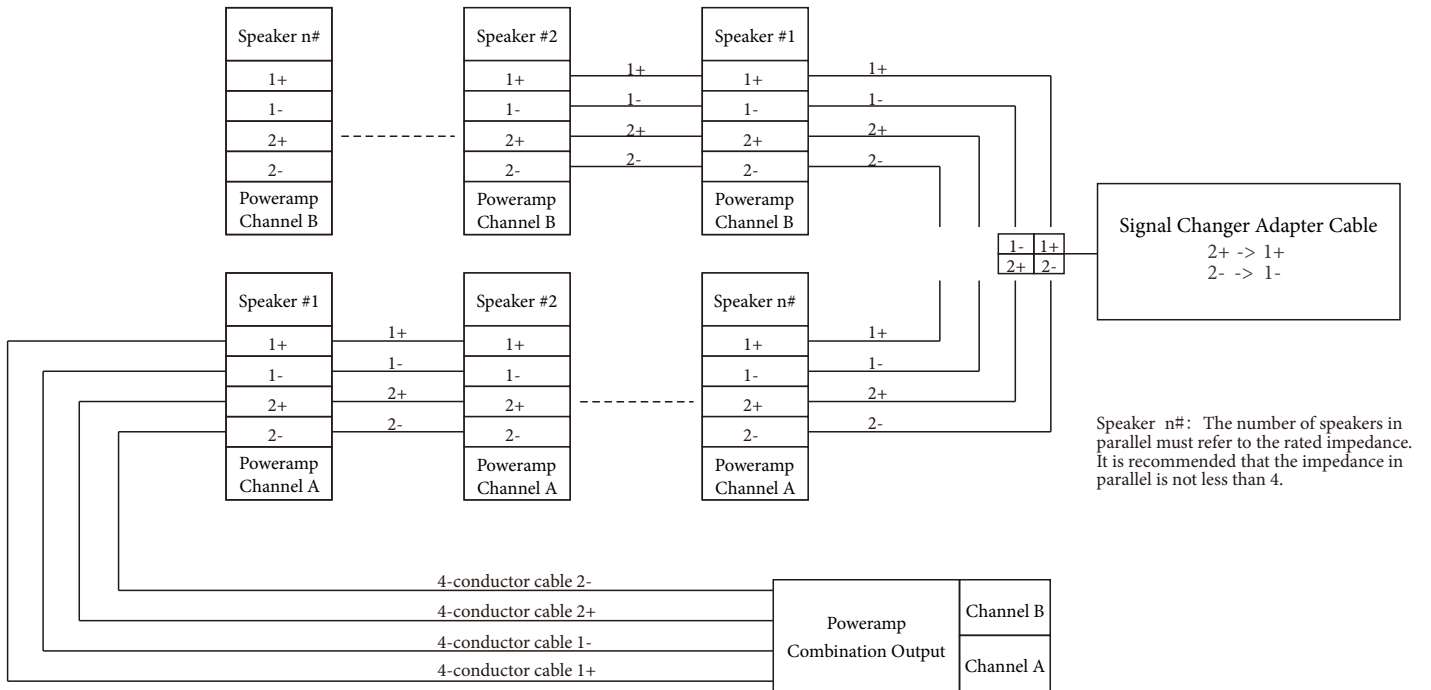 Speaker n#
1+
1-
2+
2-
Poweramp
Channel B
Speaker #2
1+
1-
2+
2-
Poweramp
Channel B
1+
1-
2+
2-
Speaker #1
1+
1-
2+
2-
Poweramp
Channel B
1+
1-
2+
2-
1- 1+
2+ 2-
Signal Changer Adapter Cable
2+ -> 1+
2- -> 1-
Speaker #1
1+
1-
2+
2-
Poweramp
Channel A
1+
1-
2+
2-
Speaker #2
1+
1-
2+
2-
Poweramp
Channel A
Speaker n#
1+
1-
2+
2-
Poweramp
Channel A
1+
1-
2+
2-
Speaker n#: The number of speakers in
parallel must refer to the rated impedance.
It is recommended that the impedance in
parallel is not less than 4.
4-conductor cable 2-
4-conductor cable 2+
4-conductor cable 1-
4-conductor cable 1+
Poweramp
Combination Output
Channel B
Channel A